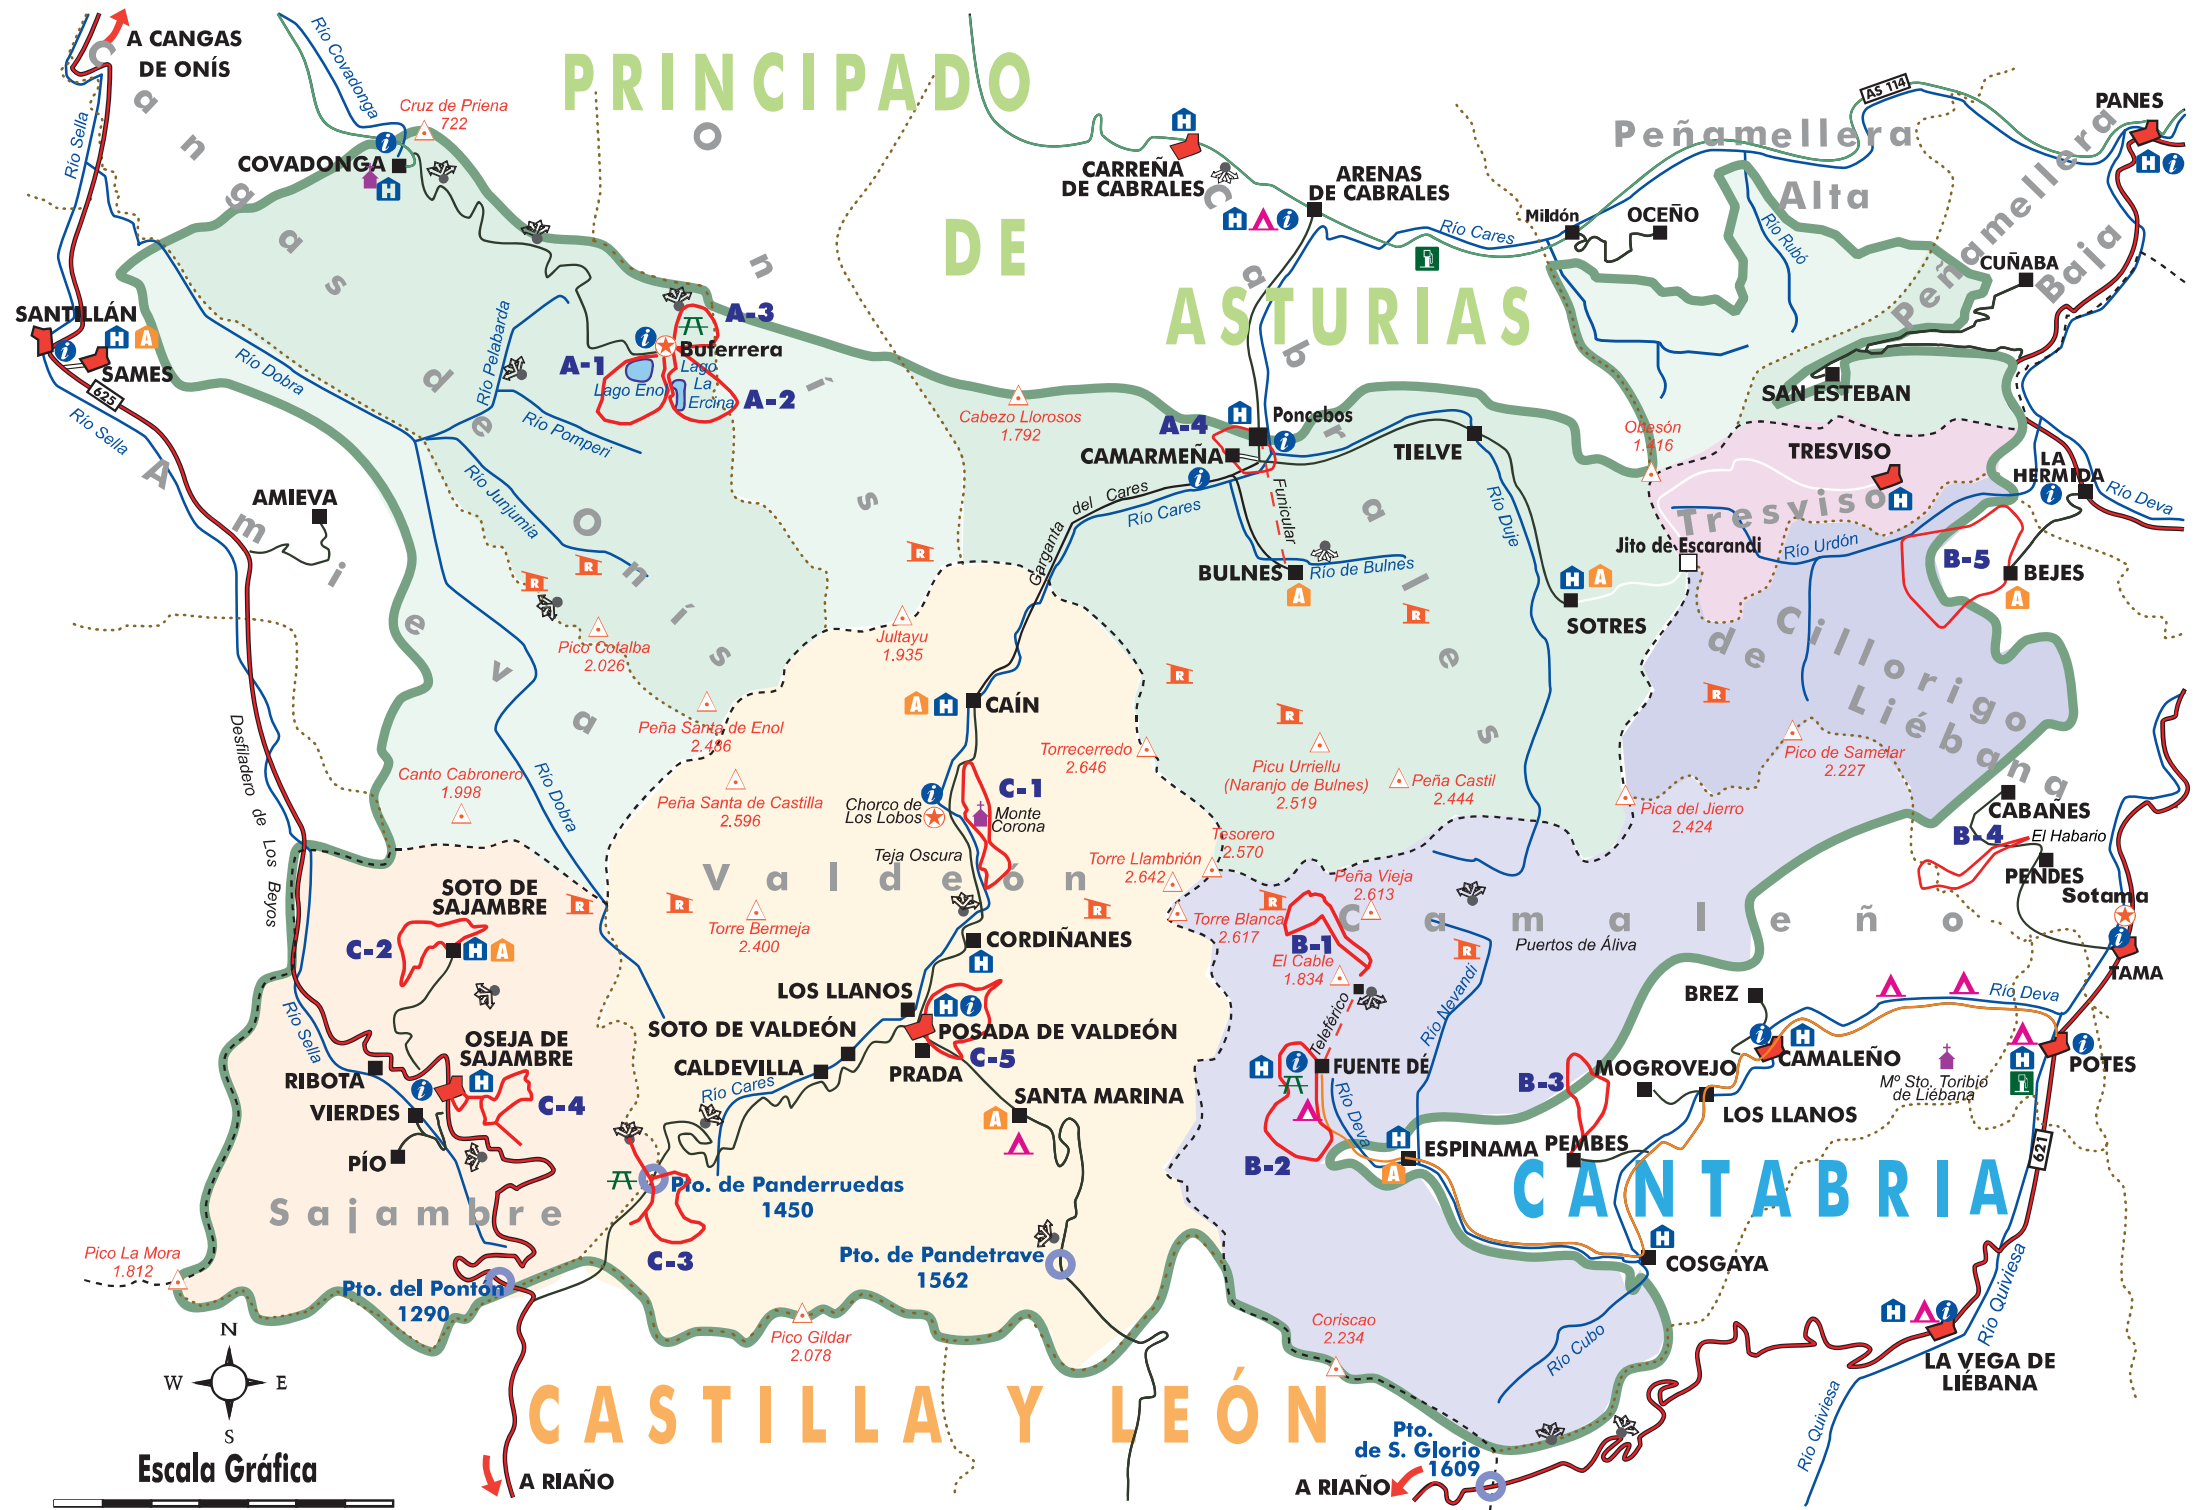 A CANGAS
DE ONÍS
PRINCIPADO
DE
ASTURIAS
CANTABRIA
CASTILLA Y LEÓN
Cangas de Onís
Onís
Cabrales
Peñamellera
Alta
Peñamellera
Baja
Amieva
Tresviso
Cillorigo
de
Liébana
Camaleño
Valdeón
Sajambre
Río Covadonga
Cruz de Priena
722
Río Sella
COVADONGA
CARREÑA
DE CABRALES
ARENAS
DE CABRALES
AS 114
PANES
Mildón
OCEÑO
Río Cares
Río Rubó
CUÑABA
SANTILLÁN
SAMES
625
Río Sella
Río Dobra
Río Pelabarda
Río Pomperi
Río Junjumia
A-3
Buferrera
A-1
Lago Enol
Lago
La
Ercina
A-2
Cabezo Llorosos
1.792
A-4
Poncebos
CAMARMEÑA
TIELVE
Obesón
1.416
SAN ESTEBAN
TRESVISO
LA
HERMIDA
Río Deva
AMIEVA
Garganta del Cares
Río Cares
Funicular
Río Duje
Jito de Escarandi
Río Urdón
B-5
BEJES
BULNES
Río de Bulnes
SOTRES
Pico Cotalba
2.026
Jultayu
1.935
CAÍN
Peña Santa de Enol
2.486
Torrecerredo
2.646
Picu Urriellu
(Naranjo de Bulnes)
2.519
Peña Castil
2.444
Pico de Samelar
2.227
Pica del Jierro
2.424
Canto Cabronero
1.998
Río Dobra
Peña Santa de Castilla
2.596
Chorco de
Los Lobos
C-1
Monte
Corona
Teja Oscura
CABAÑES
B-4
El Habario
PENDES
Sotama
TAMA
Desfiladero de Los Beyos
SOTO DE
SAJAMBRE
C-2
Torre Bermeja
2.400
Torre Llambrión
2.642
Tesorero
2.570
Torre Blanca
2.617
Peña Vieja
2.613
B-1
El Cable
1.834
Puertos de Áliva
CORDIÑANES
LOS LLANOS
SOTO DE VALDEÓN
POSADA DE VALDEÓN
CALDEVILLA
C-5
PRADA
Río Cares
SANTA MARINA
Teleférico
Río Nevandi
FUENTE DÉ
Río Deva
B-2
ESPINAMA
B-3
PEMBES
MOGROVEJO
BREZ
CAMALEÑO
LOS LLANOS
Río Deva
Mº Sto. Toribio
de Liébana
POTES
621
Río Sella
OSEJA DE
SAJAMBRE
RIBOTA
VIERDES
C-4
PÍO
Pto. de Panderruedas
1450
C-3
Pto. de Pandetrave
1562
Pico La Mora
1.812
Pto. del Pontón
1290
Pico Gildar
2.078
Coriscao
2.234
COSGAYA
Río Cubo
Río Quiviesa
LA VEGA DE
LIÉBANA
Río Quiviesa
Pto.
de S. Glorio
1609
A RIAÑO
A RIAÑO
N
W
E
S
Escala Gráfica